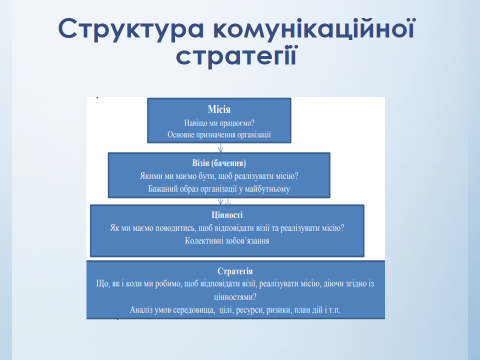 Структура комунікаційної
стратегії
Місія
Навіщо ми працюємо?
Основне призначення організації
Візія (бачення)
Якими ми маємо бути, щоб реалізувати місію?
Бажаний образ організації у майбутньому
Цінності
Як ми маємо поводитись, щоб відповідати візії та реалізувати місію?
Колективні зобов'язання
Стратегія
Що, як і коли ми робимо, щоб відповідати візії, реалізувати місію, діючи згідно із
цінностями?
Аналіз умов середовища, цілі, ресурси, ризики, план дій і т.п.